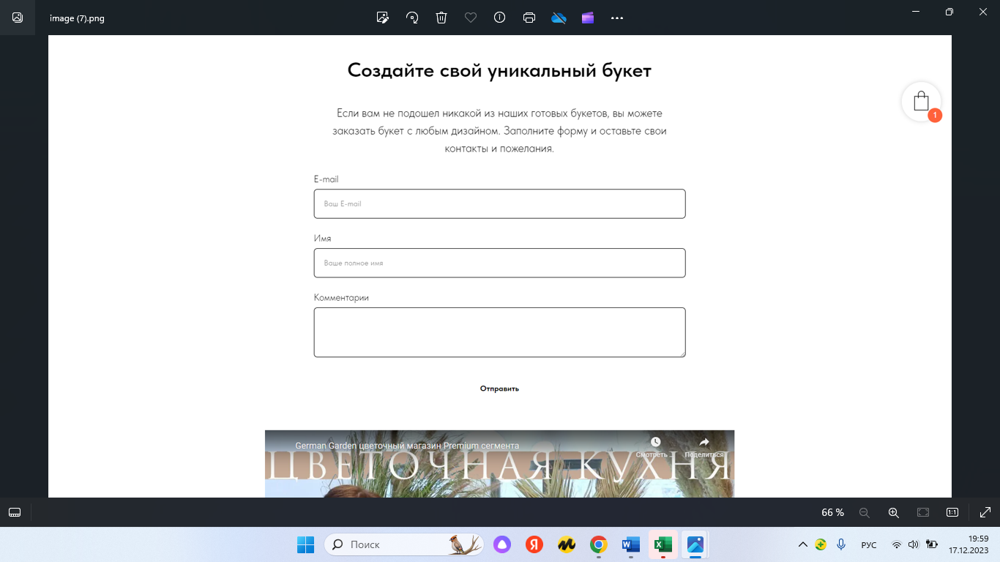 image (7).png
Создайте свой уникальный букет
1
Если вам не подошел никакой из наших готовых букетов, вы можете
заказать букет с любым дизайном. Заполните форму и оставьте свои
контакты и пожелания.
E-mail
Ваш E-mail
Имя
Ваше полное имя
Комментарии
Отправить
German Garden цветочный магазин Premium сегмента
Смотреть ...
Поделиться
ЦВЕТОЧНАЯ КУХНЯ
66 %
1:1
Поиск
Я
W
X
РУС
19:59
17.12.2023